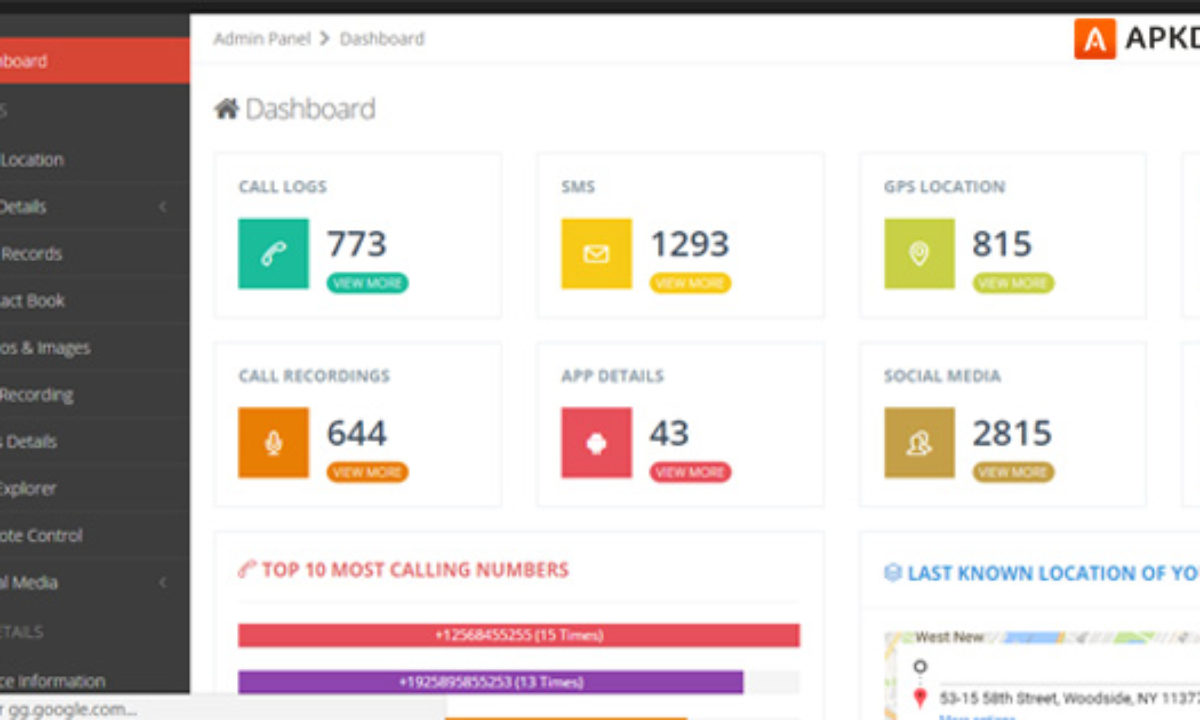 Admin Panel > Dashboard
APKD
board
S
Location
Details
Records
act Book
os & Images
Recording
s Details
Explorer
ote Control
al Media
ETAILS
ce Information
r gg.google.com...
Dashboard
CALL LOGS
773
VIEW MORE
SMS
1293
VIEW MORE
GPS LOCATION
815
VIEW MORE
CALL RECORDINGS
644
VIEW MORE
APP DETAILS
43
VIEW MORE
SOCIAL MEDIA
2815
VIEW MORE
TOP 10 MOST CALLING NUMBERS
+12568455255 (15 Times)
+1925895855253 (13 Times)
LAST KNOWN LOCATION OF YO
West New
53-15 58th Street, Woodside, NY 11377
More options